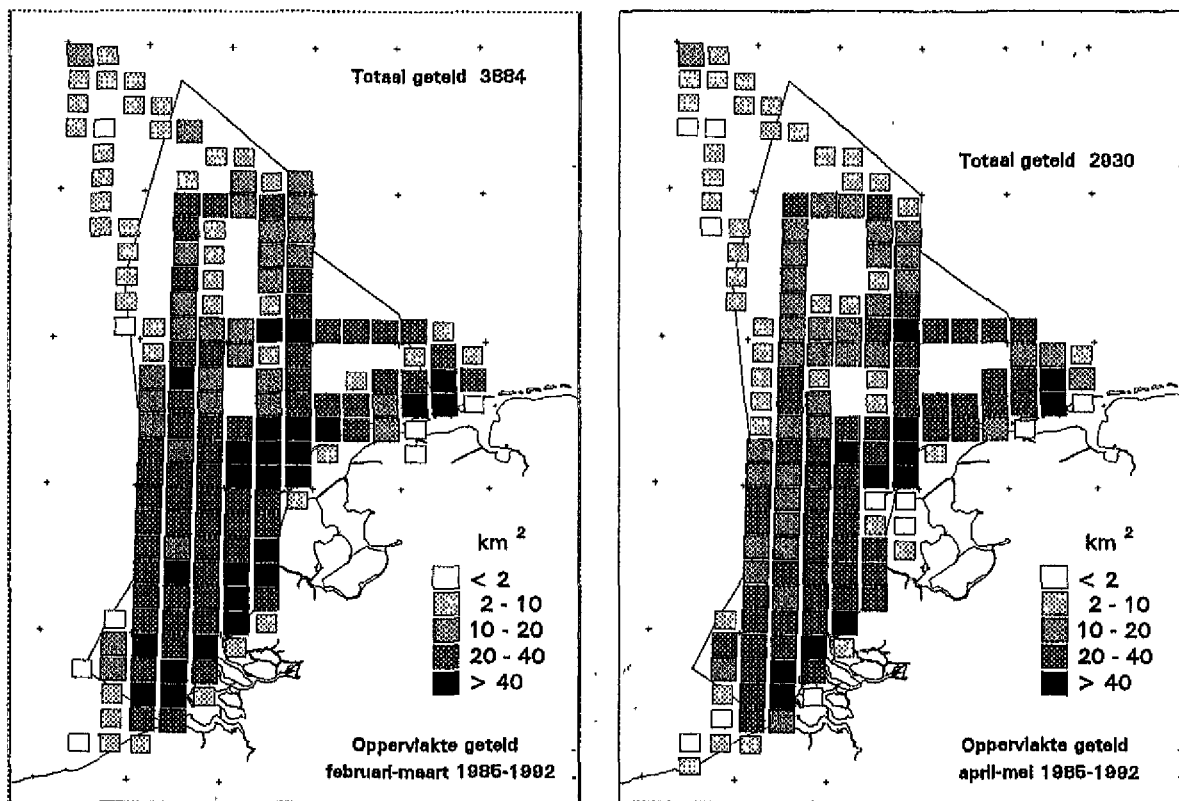 Totaal geteld 3884
km 2
< 2
2 - 10
10 - 20
20 - 40
> 40
Oppervlakte geteld
februari-maart 1985-1992
Totaal geteld 2930
km 2
< 2
2 - 10
10 - 20
20 - 40
> 40
Oppervlakte geteld
april-mei 1985-1992